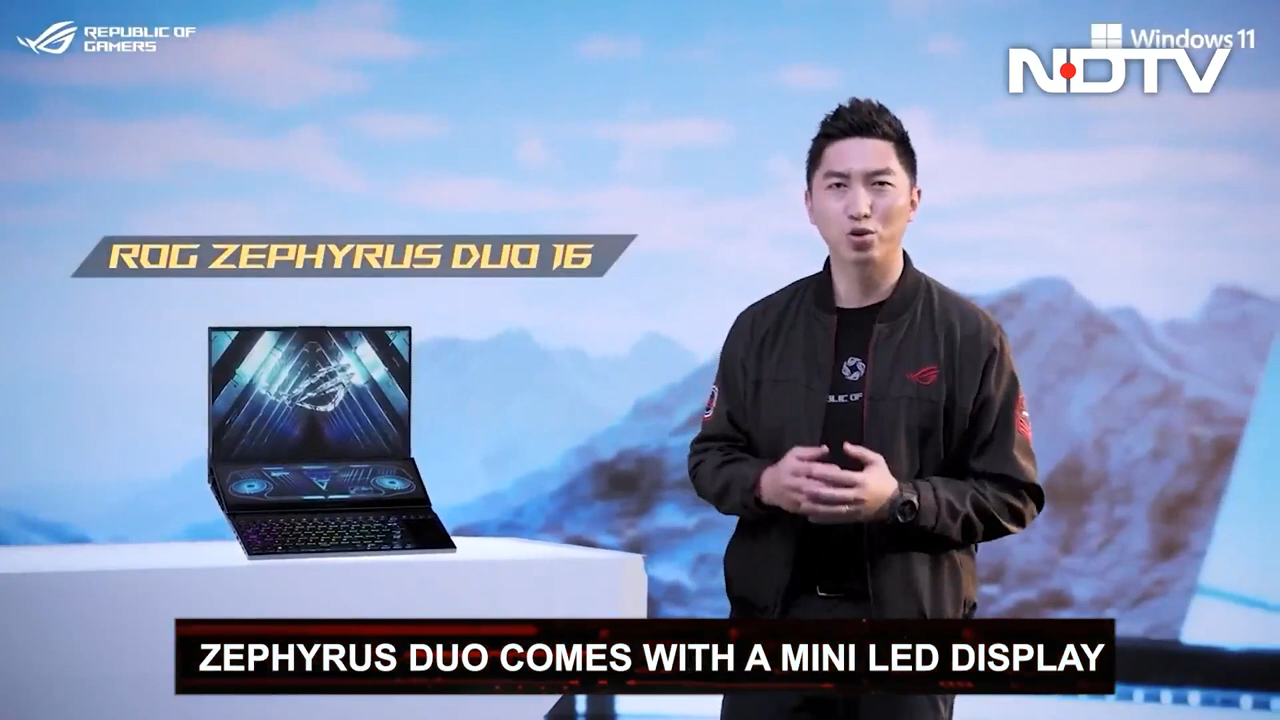 REPUBLIC OF
GAMERS
Windows 11
NDTV
ROG ZEPHYRUS DUO 16
ZEPHYRUS DUO COMES WITH A MINI LED DISPLAY